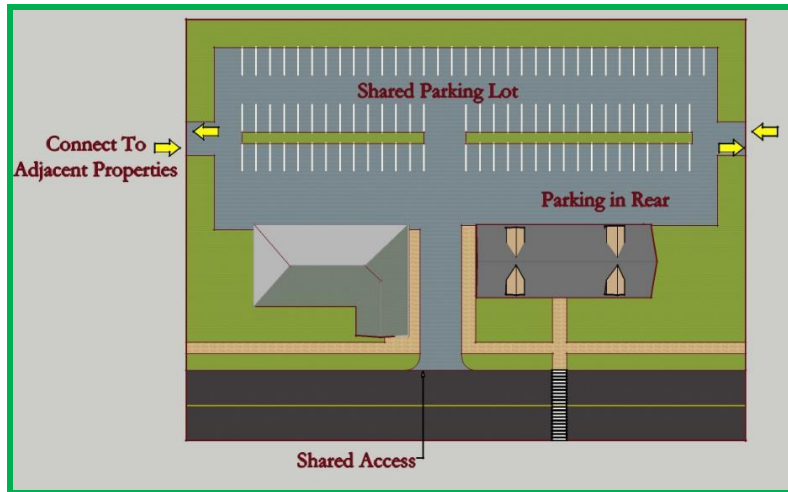 Shared Parking Lot
Connect To
Adjacent Properties
Parking in Rear
Shared Access